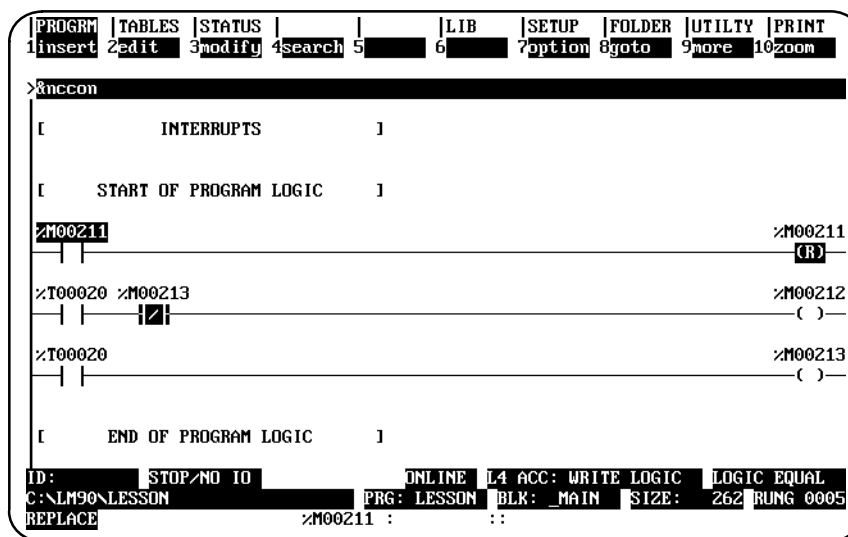 |PROGRM |TABLES |STATUS | | |LIB |SETUP |FOLDER |UTILTY |PRINT
1insert 2edit 3modify 4search 5 6 7option 8goto 9more 10zoom
>&nccon
[ INTERRUPTS ]
[ START OF PROGRAM LOGIC ]
%M00211 %M00211
(R)
%T00020 %M00213 %M00212
/ ( )
%T00020 %M00213
( )
[ END OF PROGRAM LOGIC ]
ID: STOP/NO IO ONLINE L4 ACC: WRITE LOGIC LOGIC EQUAL
C:\LM90\LESSON PRG: LESSON BLK: _MAIN SIZE: 262 RUNG 0005
REPLACE %M00211 : ::